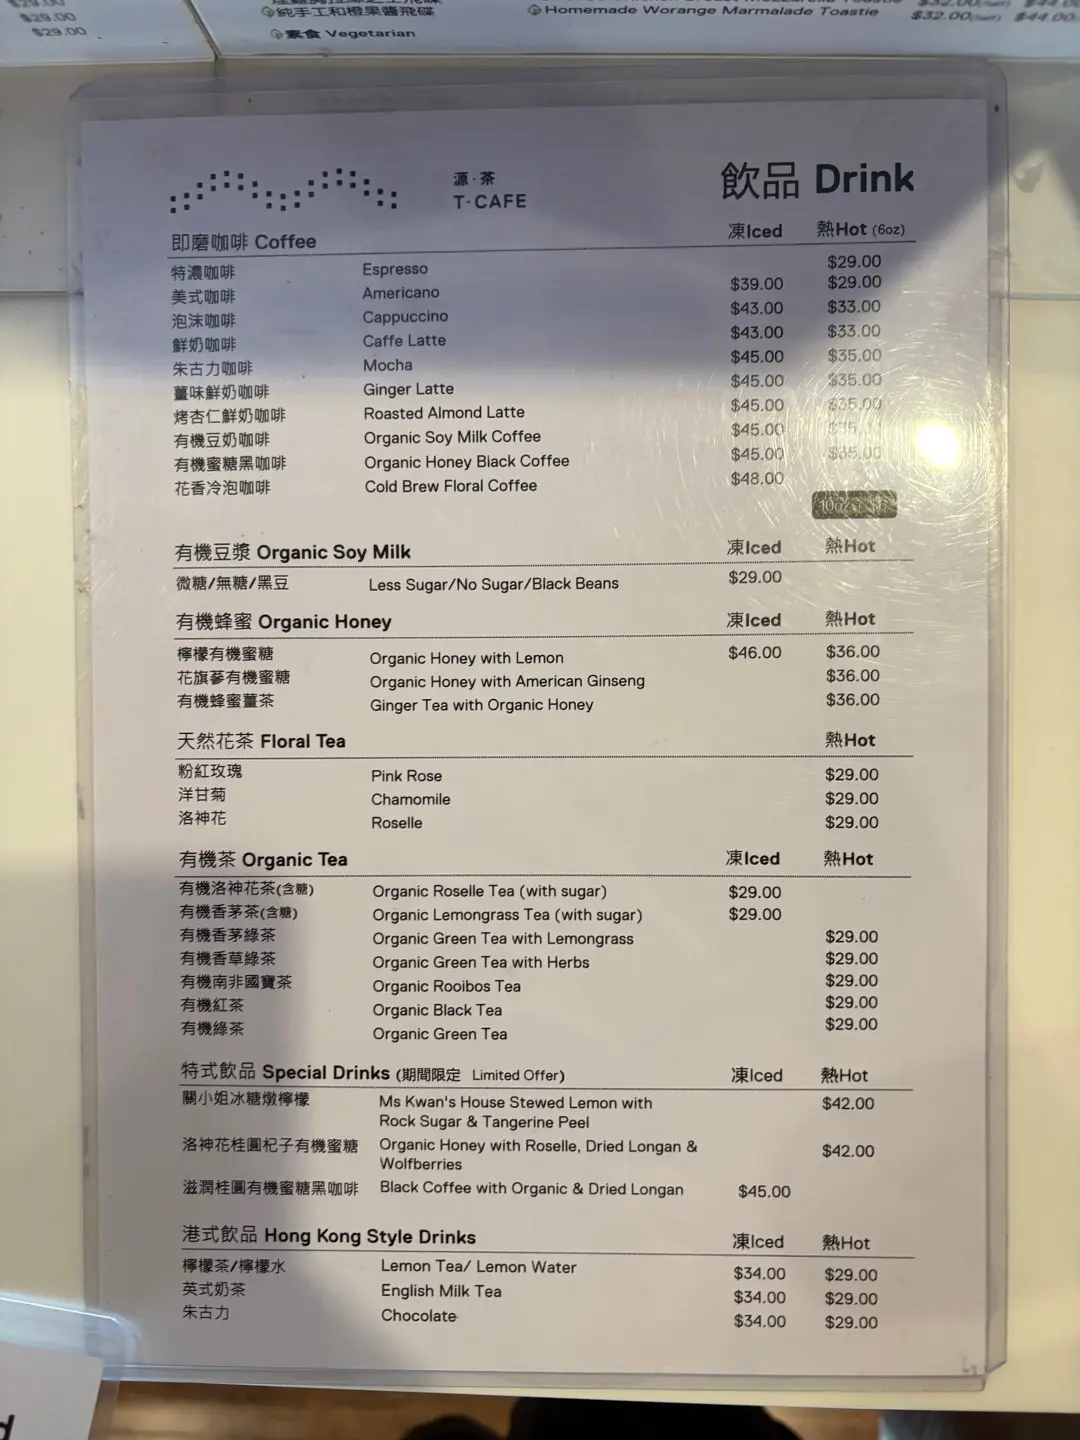 $29.00
$29.00
純手工和橙果醬飛碟
素食 Vegetarian
Homemade Worange Marmalade Toastie
$32.00(half) $44.00
源·茶
T·CAFE
飲品 Drink
即磨咖啡 Coffee 凍Iced 熱Hot (6oz)
特濃咖啡 Espresso $29.00
美式咖啡 Americano $39.00 $29.00
泡沫咖啡 Cappuccino $43.00 $33.00
鮮奶咖啡 Caffe Latte $43.00 $33.00
朱古力咖啡 Mocha $45.00 $35.00
薑味鮮奶咖啡 Ginger Latte $45.00 $35.00
烤杏仁鮮奶咖啡 Roasted Almond Latte $45.00 $35.00
有機豆奶咖啡 Organic Soy Milk Coffee $45.00
有機蜜糖黑咖啡 Organic Honey Black Coffee $45.00 $35.00
花香冷泡咖啡 Cold Brew Floral Coffee $48.00
有機豆漿 Organic Soy Milk 凍Iced 熱Hot
微糖/無糖/黑豆 Less Sugar/No Sugar/Black Beans $29.00
有機蜂蜜 Organic Honey 凍Iced 熱Hot
檸檬有機蜜糖 Organic Honey with Lemon $46.00 $36.00
花旗蔘有機蜜糖 Organic Honey with American Ginseng $36.00
有機蜂蜜薑茶 Ginger Tea with Organic Honey $36.00
天然花茶 Floral Tea 熱Hot
粉紅玫瑰 Pink Rose $29.00
洋甘菊 Chamomile $29.00
洛神花 Roselle $29.00
有機茶 Organic Tea 凍Iced 熱Hot
有機洛神花茶(含糖) Organic Roselle Tea (with sugar) $29.00
有機香茅茶(含糖) Organic Lemongrass Tea (with sugar) $29.00
有機香茅綠茶 Organic Green Tea with Lemongrass $29.00
有機香草綠茶 Organic Green Tea with Herbs $29.00
有機南非國寶茶 Organic Rooibos Tea $29.00
有機紅茶 Organic Black Tea $29.00
有機綠茶 Organic Green Tea $29.00
特式飲品 Special Drinks (期間限定 Limited Offer) 凍Iced 熱Hot
關小姐冰糖燉檸檬 Ms Kwan's House Stewed Lemon with $42.00
Rock Sugar & Tangerine Peel
洛神花桂圓杞子有機蜜糖 Organic Honey with Roselle, Dried Longan & $42.00
Wolfberries
滋潤桂圓有機蜜糖黑咖啡 Black Coffee with Organic & Dried Longan $45.00
港式飲品 Hong Kong Style Drinks 凍Iced 熱Hot
檸檬茶/檸檬水 Lemon Tea/ Lemon Water $34.00 $29.00
英式奶茶 English Milk Tea $34.00 $29.00
朱古力 Chocolate $34.00 $29.00